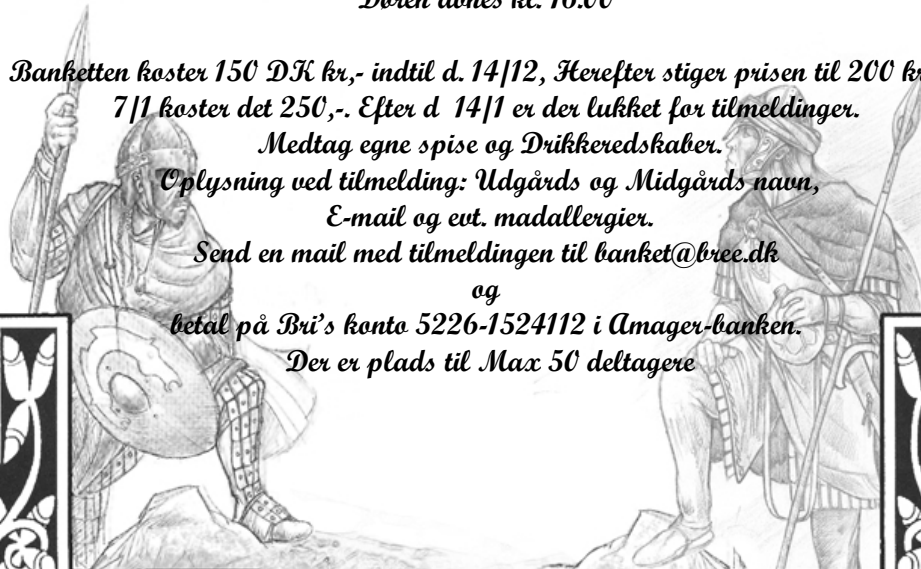 Døren åbnes kl. 16.00
Banketten koster 150 DK kr,- indtil d. 14/12, Herefter stiger prisen til 200 kr
7/1 koster det 250,-. Efter d 14/1 er der lukket for tilmeldinger.
Medtag egne spise og Drikkeredskaber.
Oplysning ved tilmelding: Udgårds og Midgårds navn,
E-mail og evt. madallergier.
Send en mail med tilmeldingen til banket@bree.dk
og
betal på Bri's konto 5226-1524112 i Amager-banken.
Der er plads til Max 50 deltagere